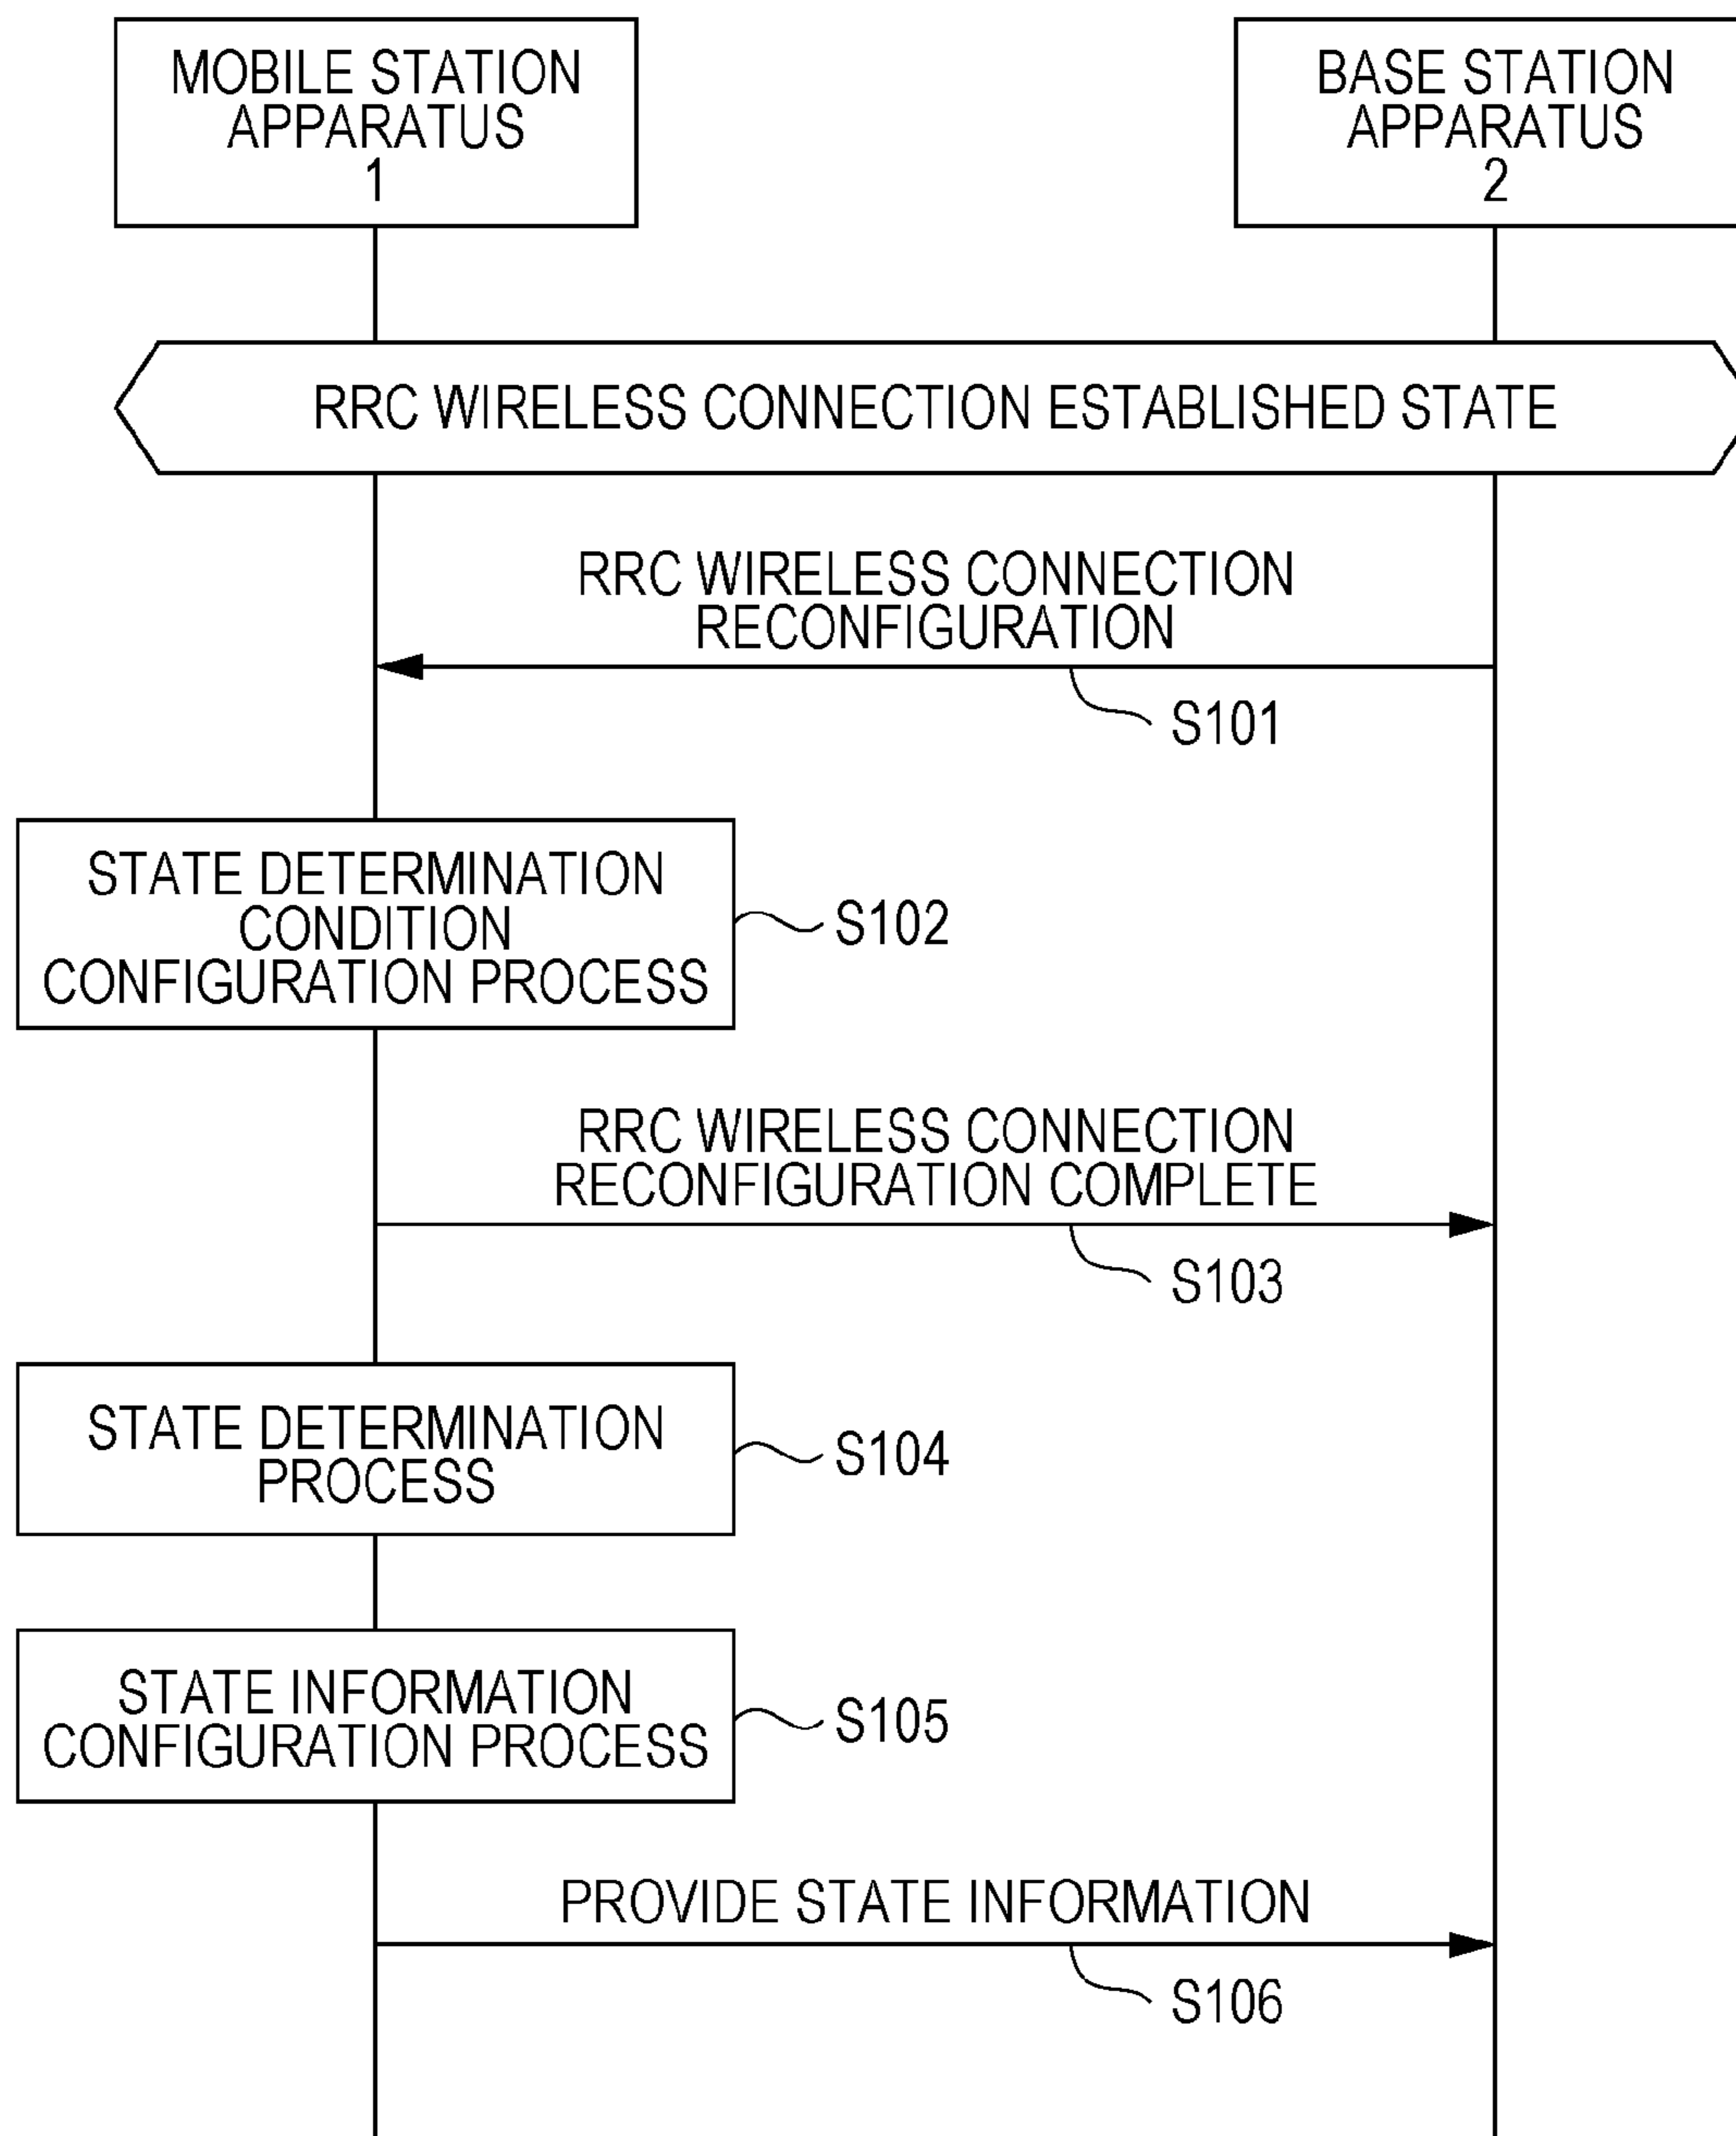 MOBILE STATION
APPARATUS
1
BASE STATION
APPARATUS
2
RRC WIRELESS CONNECTION ESTABLISHED STATE
RRC WIRELESS CONNECTION
RECONFIGURATION
S101
STATE DETERMINATION
CONDITION
CONFIGURATION PROCESS
S102
RRC WIRELESS CONNECTION
RECONFIGURATION COMPLETE
S103
STATE DETERMINATION
PROCESS
S104
STATE INFORMATION
CONFIGURATION PROCESS
S105
PROVIDE STATE INFORMATION
S106